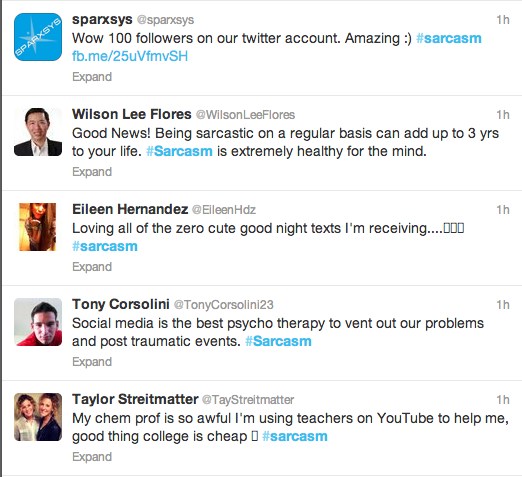 SPARXSYS
sparxsys @sparxsys 1h
Wow 100 followers on our twitter account. Amazing :) #sarcasm
fb.me/25uVfmvSH
Expand
Wilson Lee Flores @WilsonLeeFlores 1h
Good News! Being sarcastic on a regular basis can add up to 3 yrs
to your life. #Sarcasm is extremely healthy for the mind.
Expand
Eileen Hernandez @EileenHdz 1h
Loving all of the zero cute good night texts I'm receiving....▯▯▯
#sarcasm
Expand
Tony Corsolini @TonyCorsolini23 1h
Social media is the best psycho therapy to vent out our problems
and post traumatic events. #Sarcasm
Expand
Taylor Streitmatter @TayStreitmatter 1h
My chem prof is so awful I'm using teachers on YouTube to help me,
good thing college is cheap ▯ #sarcasm
Expand